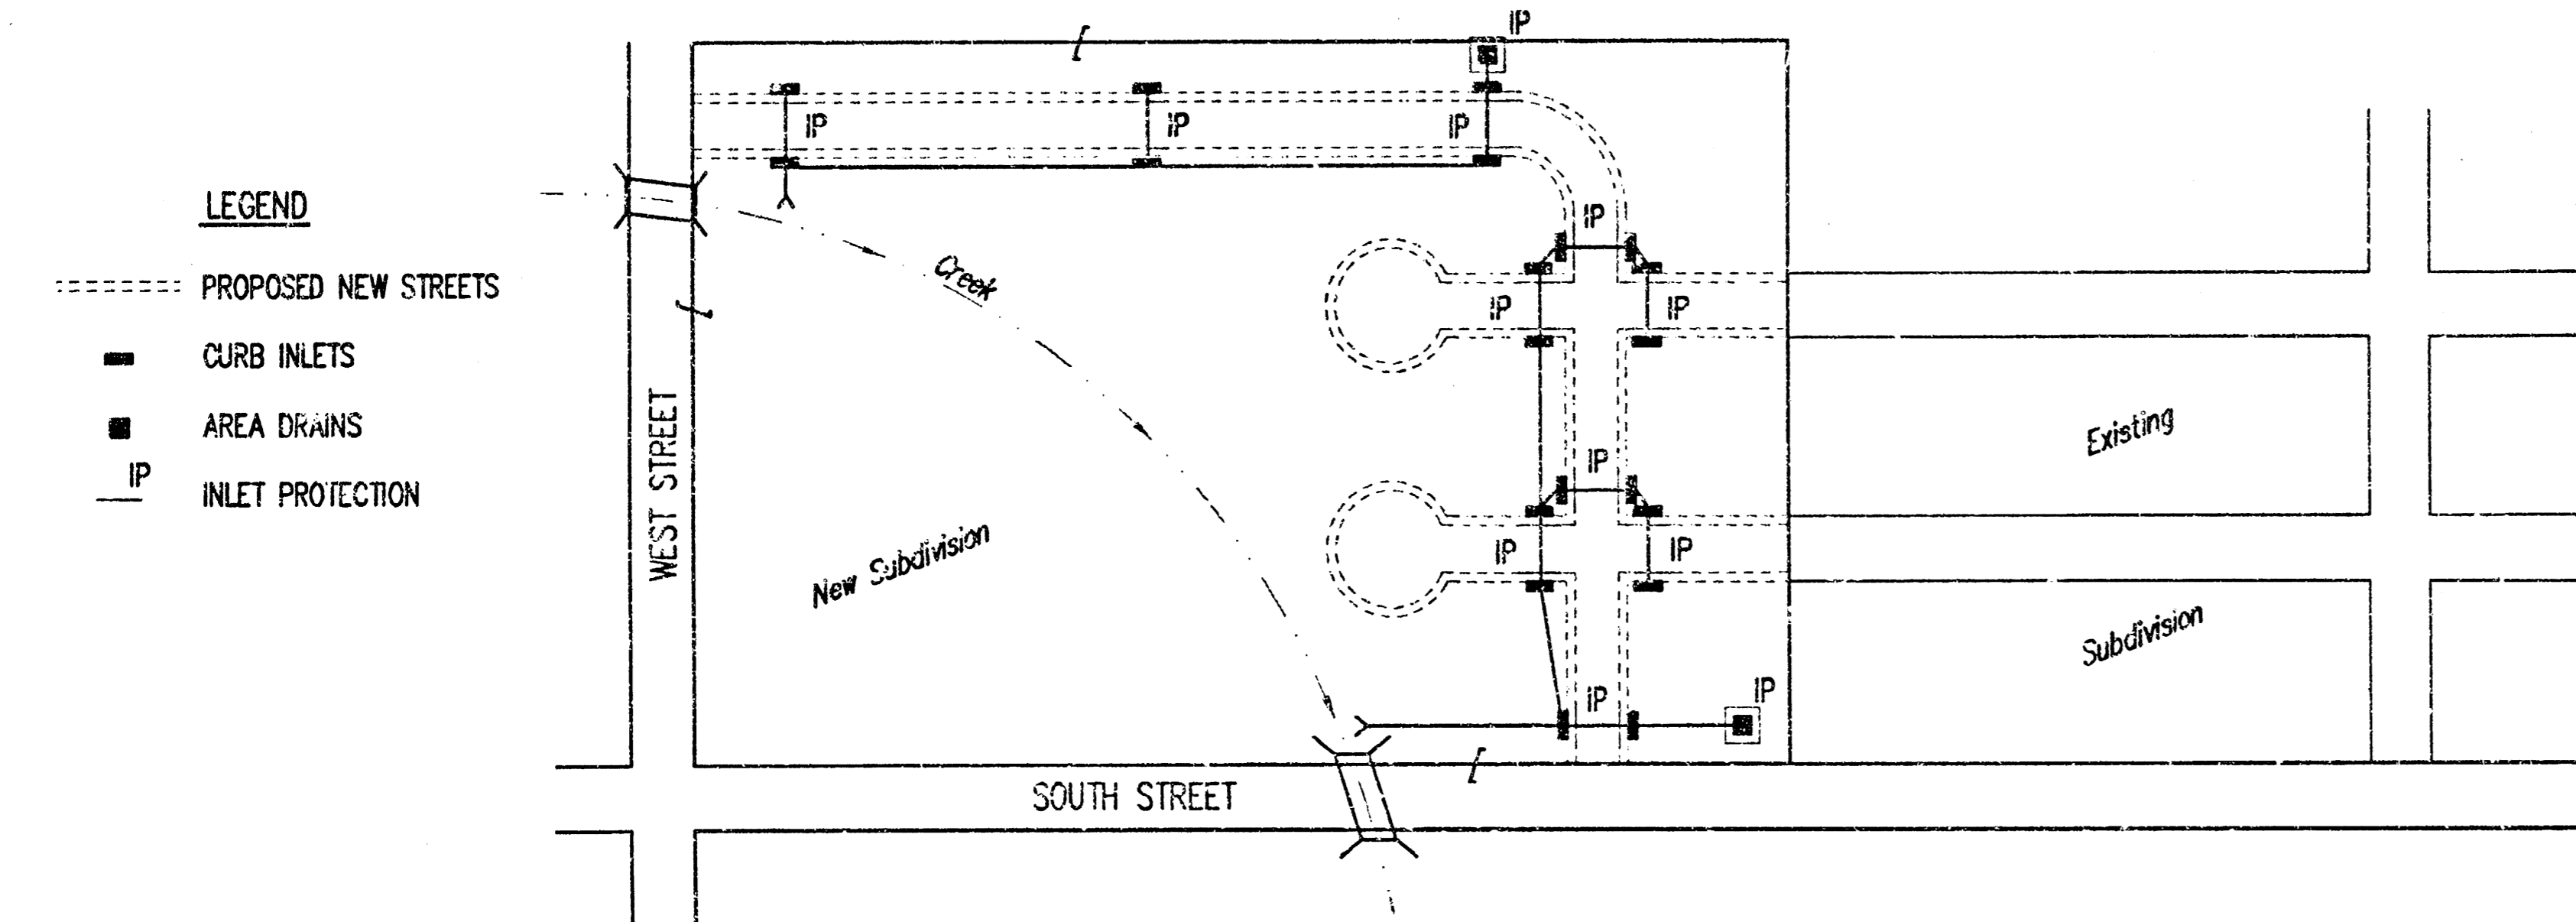 IP
IP
IP
IP
LEGEND
PROPOSED NEW STREETS
CURB INLETS
AREA DRAINS
IP
INLET PROTECTION
Creek
IP
IP
IP
WEST STREET
New Subdivision
Existing
IP
IP
IP
Subdivision
IP
IP
SOUTH STREET